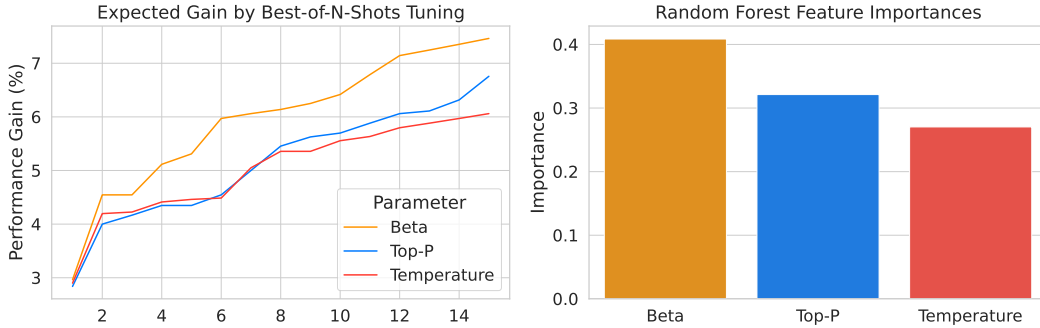 Expected Gain by Best-of-N-Shots Tuning
Performance Gain (%)
7
6
5
4
3
2 4 6 8 10 12 14
Parameter
Beta
Top-P
Temperature
Random Forest Feature Importances
Importance
0.4
0.3
0.2
0.1
0.0
Beta Top-P Temperature